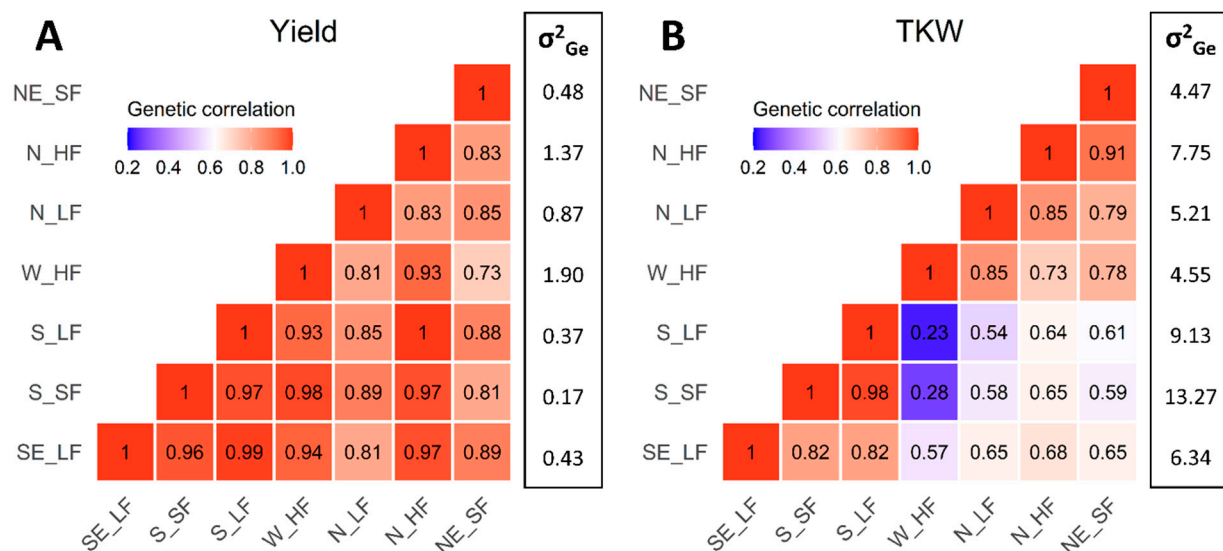 A
Yield
σ²Ge
NE_SF
1
0.48
Genetic correlation
0.2 0.4 0.6 0.8 1.0
N_HF
1 0.83
1.37
N_LF
1 0.83 0.85
0.87
W_HF
1 0.81 0.93 0.73
1.90
S_LF
1 0.93 0.85 1 0.88
0.37
S_SF
1 0.97 0.98 0.89 0.97 0.81
0.17
SE_LF
1 0.96 0.99 0.94 0.81 0.97 0.89
0.43
SE_LF S_SF S_LF W_HF N_LF N_HF NE_SF
B
TKW
σ²Ge
NE_SF
1
4.47
Genetic correlation
0.2 0.4 0.6 0.8 1.0
N_HF
1 0.91
7.75
N_LF
1 0.85 0.79
5.21
W_HF
1 0.85 0.73 0.78
4.55
S_LF
1 0.23 0.54 0.64 0.61
9.13
S_SF
1 0.98 0.28 0.58 0.65 0.59
13.27
SE_LF
1 0.82 0.82 0.57 0.65 0.68 0.65
6.34
SE_LF S_SF S_LF W_HF N_LF N_HF NE_SF